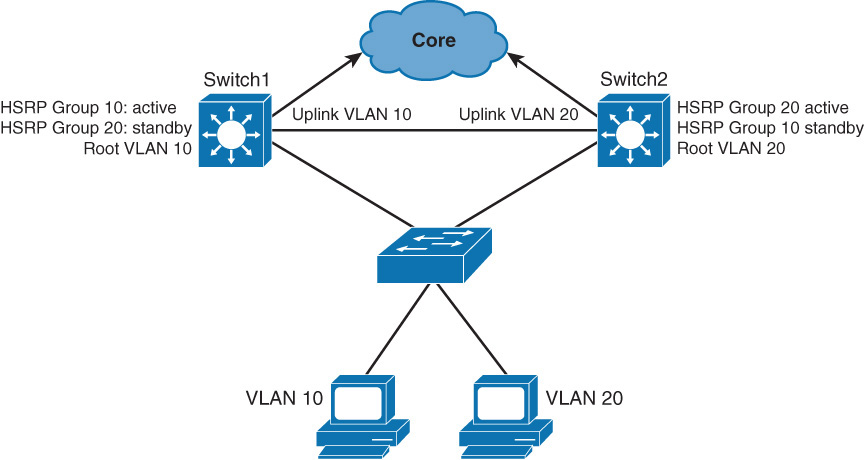 Core
Switch1
Switch2
HSRP Group 10: active
HSRP Group 20: standby
Root VLAN 10
Uplink VLAN 10
Uplink VLAN 20
HSRP Group 20 active
HSRP Group 10 standby
Root VLAN 20
VLAN 10
VLAN 20